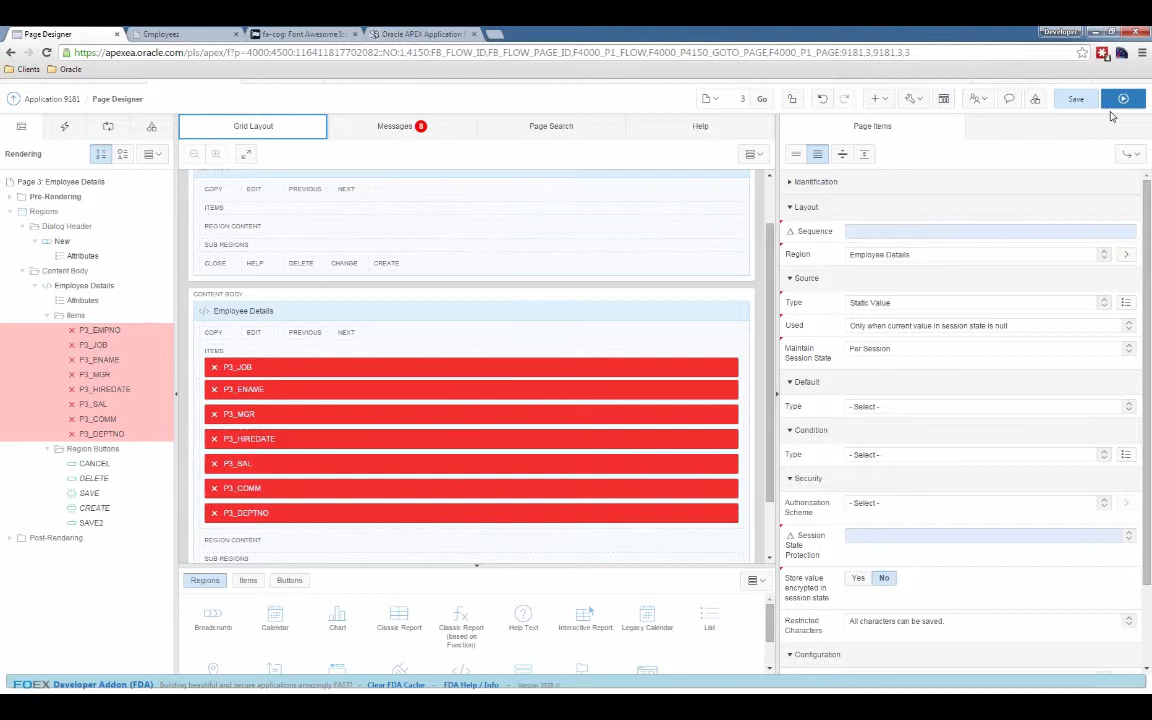 Page Designer
Employees
fa-cog: Font Awesome Ic
Oracle APEX Application
Developer
https://apexea.oracle.com/pls/apex/f?p=4000:4500:116411817702082::NO:1,4150:FB_FLOW_ID,FB_FLOW_PAGE_ID,F4000_P1_FLOW,F4000_P4150_GOTO_PAGE,F4000_P1_PAGE:9181,3,9181,3,3
Clients
Oracle
Application 9181
Page Designer
3
Go
Save
Grid Layout
Messages
8
Page Search
Help
Page Items
Rendering
Page 3: Employee Details
Pre-Rendering
Regions
Dialog Header
New
Attributes
Content Body
Employee Details
Attributes
Items
P3_EMPNO
P3_JOB
P3_ENAME
P3_MGR
P3_HIREDATE
P3_SAL
P3_COMM
P3_DEPTNO
Region Buttons
CANCEL
DELETE
SAVE
CREATE
SAVE2
Post-Rendering
COPY EDIT PREVIOUS NEXT
ITEMS
REGION CONTENT
SUB REGIONS
CLOSE HELP DELETE CHANGE CREATE
CONTENT BODY
Employee Details
COPY EDIT PREVIOUS NEXT
ITEMS
P3_JOB
P3_ENAME
P3_MGR
P3_HIREDATE
P3_SAL
P3_COMM
P3_DEPTNO
REGION CONTENT
SUB REGIONS
Regions
Items
Buttons
Breadcrumb
Calendar
Chart
Classic Report
Classic Report
(based on
Function)
Help Text
Interactive Report
Legacy Calendar
List
Identification
Layout
Sequence
Region
Employee Details
Source
Type
Static Value
Used
Only when current value in session state is null
Maintain
Session State
Per Session
Default
Type
- Select -
Condition
Type
- Select -
Security
Authorization
Scheme
- Select -
Session
State
Protection
Store value
encrypted in
session state
Yes
No
Restricted
Characters
All characters can be saved.
Configuration
FOEX Developer Addon (FDA)
Building beautiful and secure applications amazingly FAST!
Clear FDA Cache
FDA Help / Info